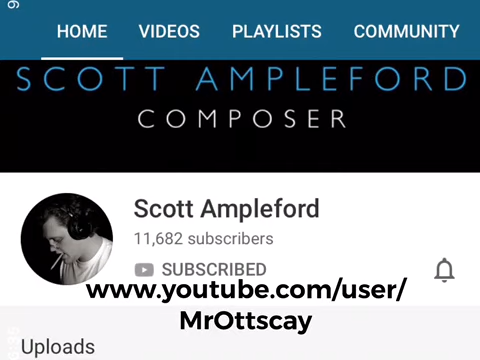 HOME VIDEOS PLAYLISTS COMMUNITY
SCOTT AMPLEFORD
COMPOSER
Scott Ampleford
11,682 subscribers
SUBSCRIBED
www.youtube.com/user/
MrOttscay
Uploads